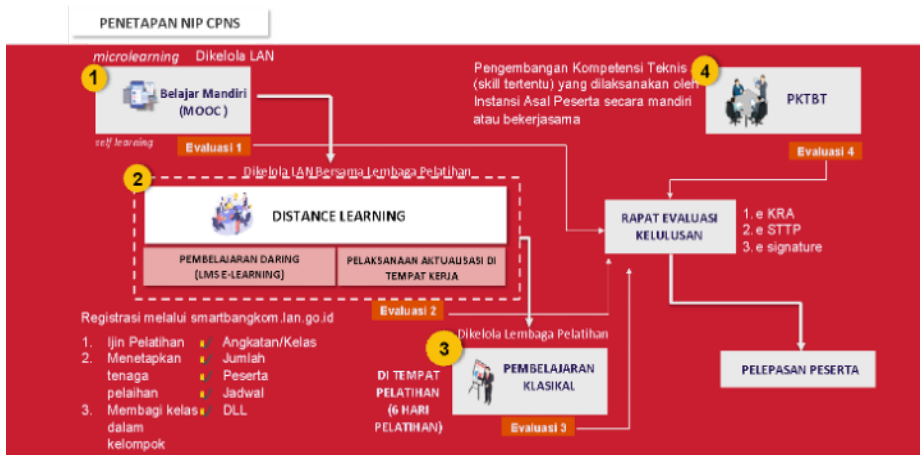 PENETAPAN NIP CPNS
microlearning Dikelola LAN
1
Belajar Mandiri
(MOOC )
self learning
Evaluasi 1
Pengembangan Kompetensi Teknis
(skill tertentu) yang dilaksanakan oleh
Instansi Asal Peserta secara mandiri
atau bekerjasama
4
PKTBT
Evaluasi 4
Dikelola LAN Bersama Lembaga Pelatihan
2
DISTANCE LEARNING
PEMBELAJARAN DARING
(LMS E-LEARNING)
PELAKSANAAN AKTUALISASI DI
TEMPAT KERJA
Evaluasi 2
RAPAT EVALUASI
KELULUSAN
1. e KRA
2. e STTP
3. e signature
Registrasi melalui smartbangkom.lan.go.id
1. Ijin Pelatihan
2. Menetapkan
tenaga
pelaihan
3. Membagi kelas
dalam
kelompok
Angkatan/Kelas
Jumlah
Peserta
Jadwal
DLL
Dikelola Lembaga Pelatihan
3
DI TEMPAT
PELATIHAN
(6 HARI
PELATIHAN)
PEMBELAJARAN
KLASIKAL
Evaluasi 3
PELEPASAN PESERTA